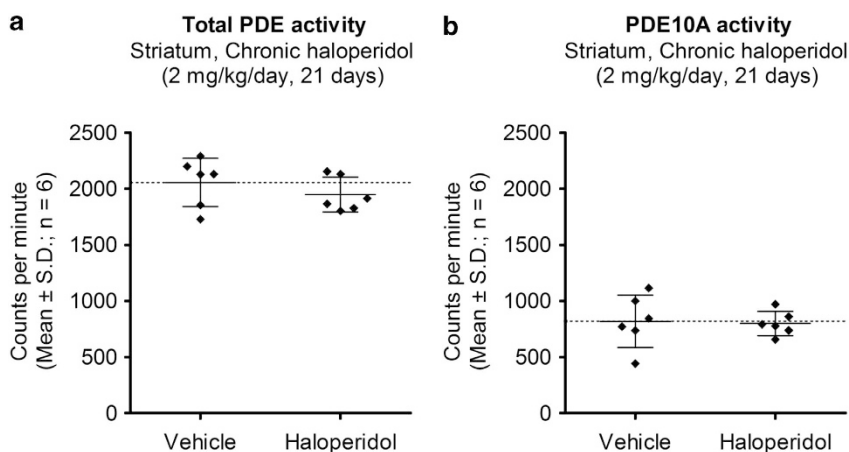 a
Total PDE activity
Striatum, Chronic haloperidol
(2 mg/kg/day, 21 days)
Counts per minute
(Mean ± S.D.; n = 6)
2500
2000
1500
1000
500
0
Vehicle
Haloperidol
b
PDE10A activity
Striatum, Chronic haloperidol
(2 mg/kg/day, 21 days)
Counts per minute
(Mean ± S.D.; n = 6)
2500
2000
1500
1000
500
0
Vehicle
Haloperidol